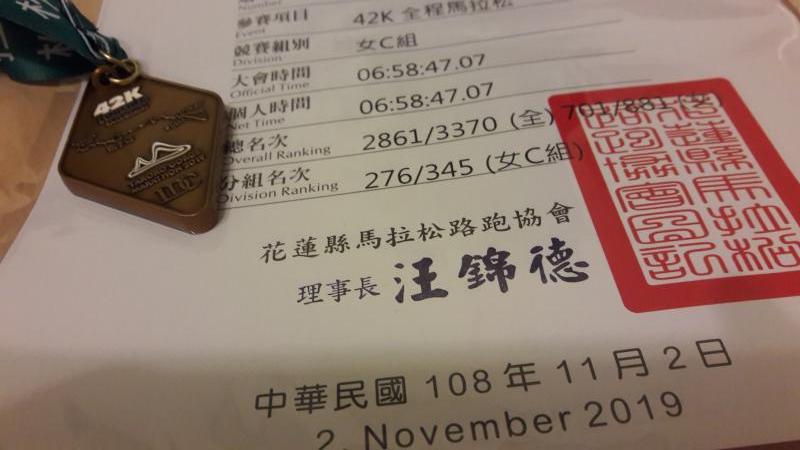 Number
參賽項目 42K 全程馬拉松
Event
競賽組別 女C組
Division
大會時間 06:58:47.07
Official Time
個人時間 06:58:47.07
Net Time
總名次 2861/3370 (全) 701/881 (女)
Overall Ranking
分組名次 276/345 (女C組)
Division Ranking
花蓮縣馬拉松路跑協會
理事長 汪錦德
中華民國 108 年 11 月 2 日
2. November 2019
42K